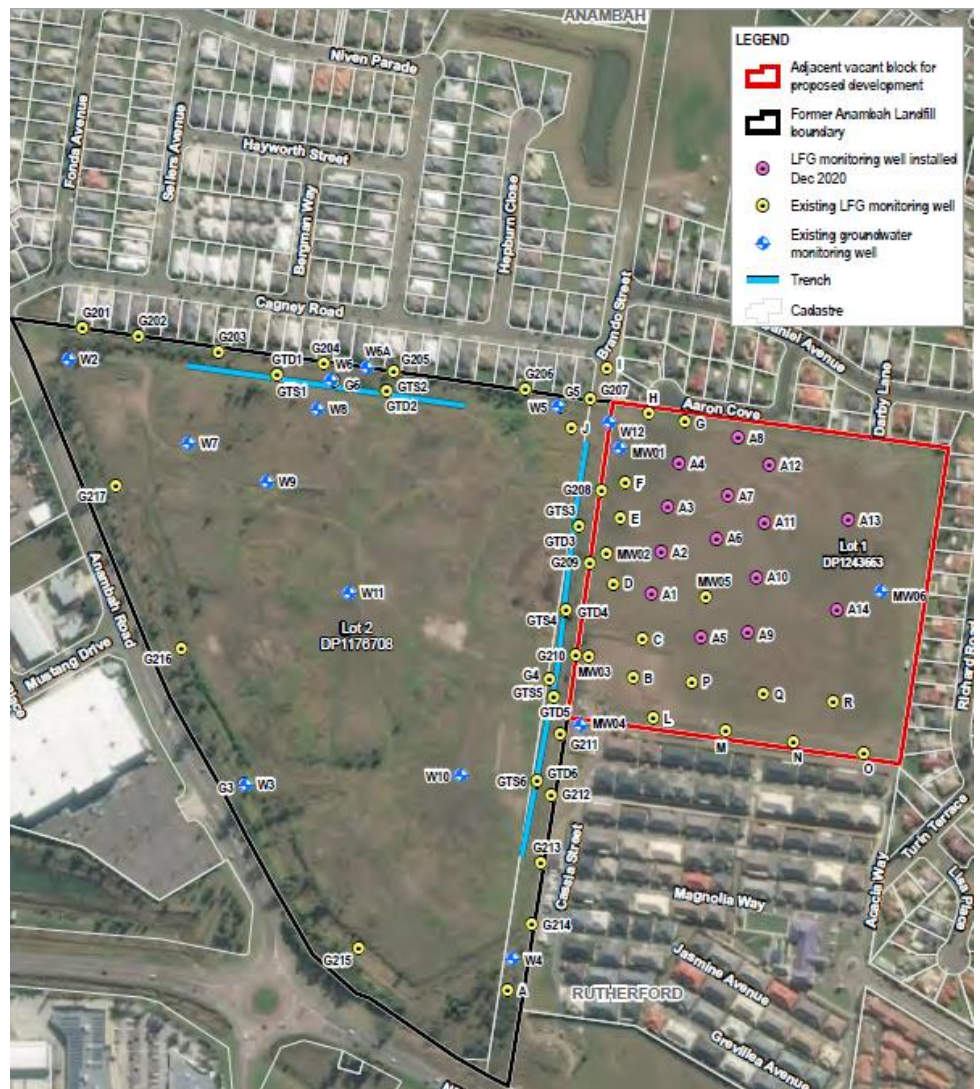 ANAMBAH
LEGEND
Adjacent vacant block for
proposed development
Former Anambah Landfill
boundary
LFG monitoring well installed
Dec 2020
Existing LFG monitoring well
Existing groundwater
monitoring well
Trench
Cadastre
Niven Parade
Fonda Avenue
Sellers Avenue
Hayworth Street
Bergman Way
Hepburn Close
Cagney Road
Brando Street
Daniel Avenue
Darby Lane
Aaron Cove
G201
G202
G203
G204
W6
W6A
G205
G206
G5
G207
I
H
G
W2
GTD1
GTS1
G6
GTS2
GTD2
W8
W5
J
W12
MW01
A8
A4
A12
W7
W9
G217
G208
F
A7
A3
GTS3
E
A11
A13
GTD3
A6
Lot 1
DP1243663
G209
MW02
A2
D
A10
MW05
MW06
W11
A1
GTS4
GTD4
A14
Lot 2
DP1176708
C
A5
A9
G216
G210
MW03
G4
B
P
Q
R
GTS5
GTD5
MW04
L
G211
M
N
O
Anambah Road
Mustang Drive
Place
G3
W3
W10
GTS6
GTD6
G212
G213
Casela Street
G214
G215
W4
A
RUTHERFORD
Magnolia Way
Jasmine Avenue
Grevillea Avenue
Acacia Way
Turin Terrace
Place